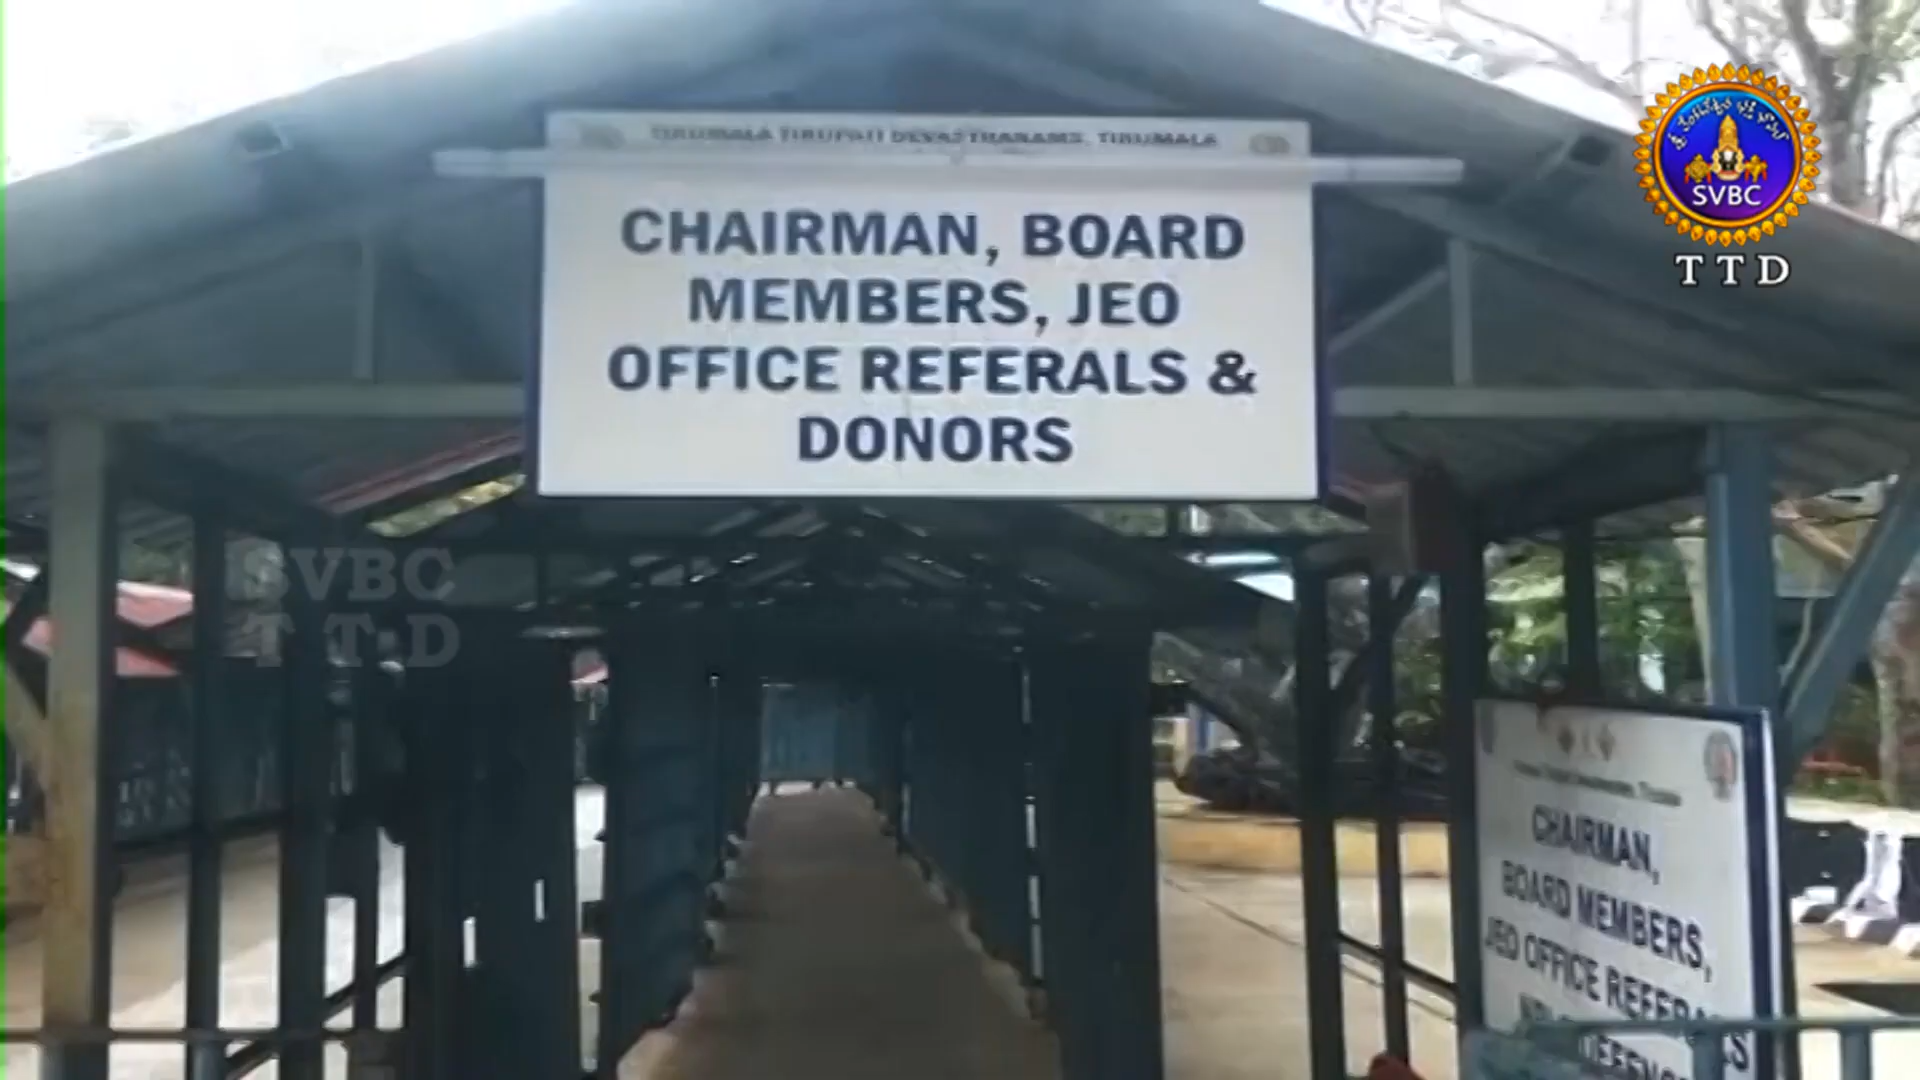 TIRUMALA TIRUPATI DEVASTHANAMS, TIRUMALA
CHAIRMAN, BOARD
MEMBERS, JEO
OFFICE REFERALS &
DONORS
SVBC
TTD
SVBC
TTD
CHAIRMAN,
BOARD MEMBERS,
JEO OFFICE REFERALS